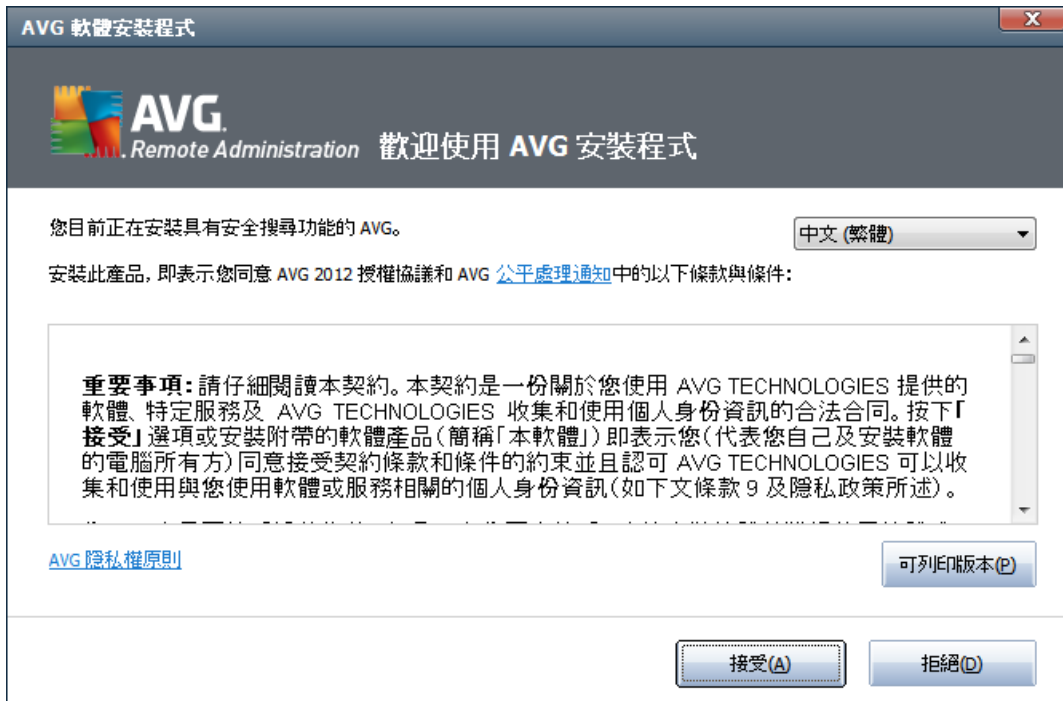 AVG 軟體安裝程式
AVG.
Remote Administration 歡迎使用 AVG 安裝程式
您目前正在安裝具有安全搜尋功能的 AVG。
中文 (繁體)
安裝此產品, 即表示您同意 AVG 2012 授權協議和 AVG 公平處理通知中的以下條款與條件:
重要事項: 請仔細閱讀本契約。本契約是一份關於您使用 AVG TECHNOLOGIES 提供的
軟體、特定服務及 AVG TECHNOLOGIES 收集和使用個人身份資訊的合法合同。按下「
接受」選項或安裝附帶的軟體產品(簡稱「本軟體」)即表示您(代表您自己及安裝軟體
的電腦所有方)同意接受契約條款和條件的約束並且認可 AVG TECHNOLOGIES 可以收
集和使用與您使用軟體或服務相關的個人身份資訊(如下文條款 9 及隱私政策所述)。
AVG 隱私權原則
可列印版本(P)
接受(A)
拒絕(D)